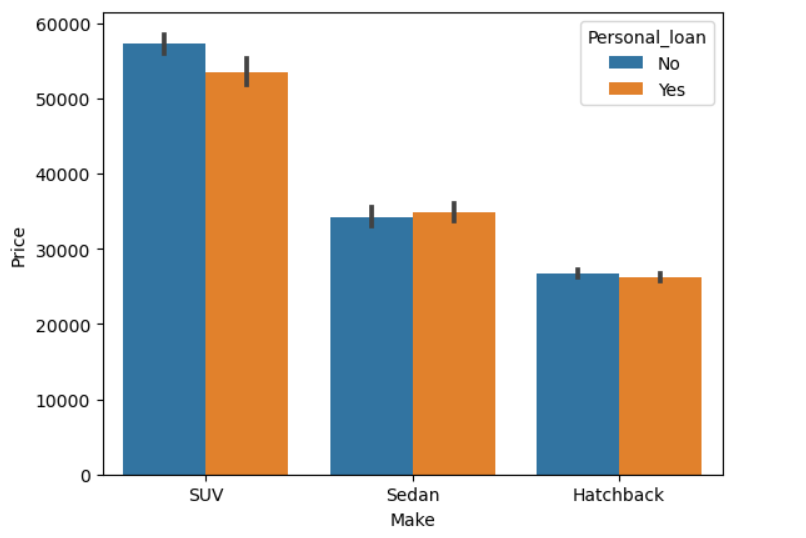 60000
50000
40000
30000
20000
10000
0
Price
Personal_loan
No
Yes
SUV
Sedan
Hatchback
Make